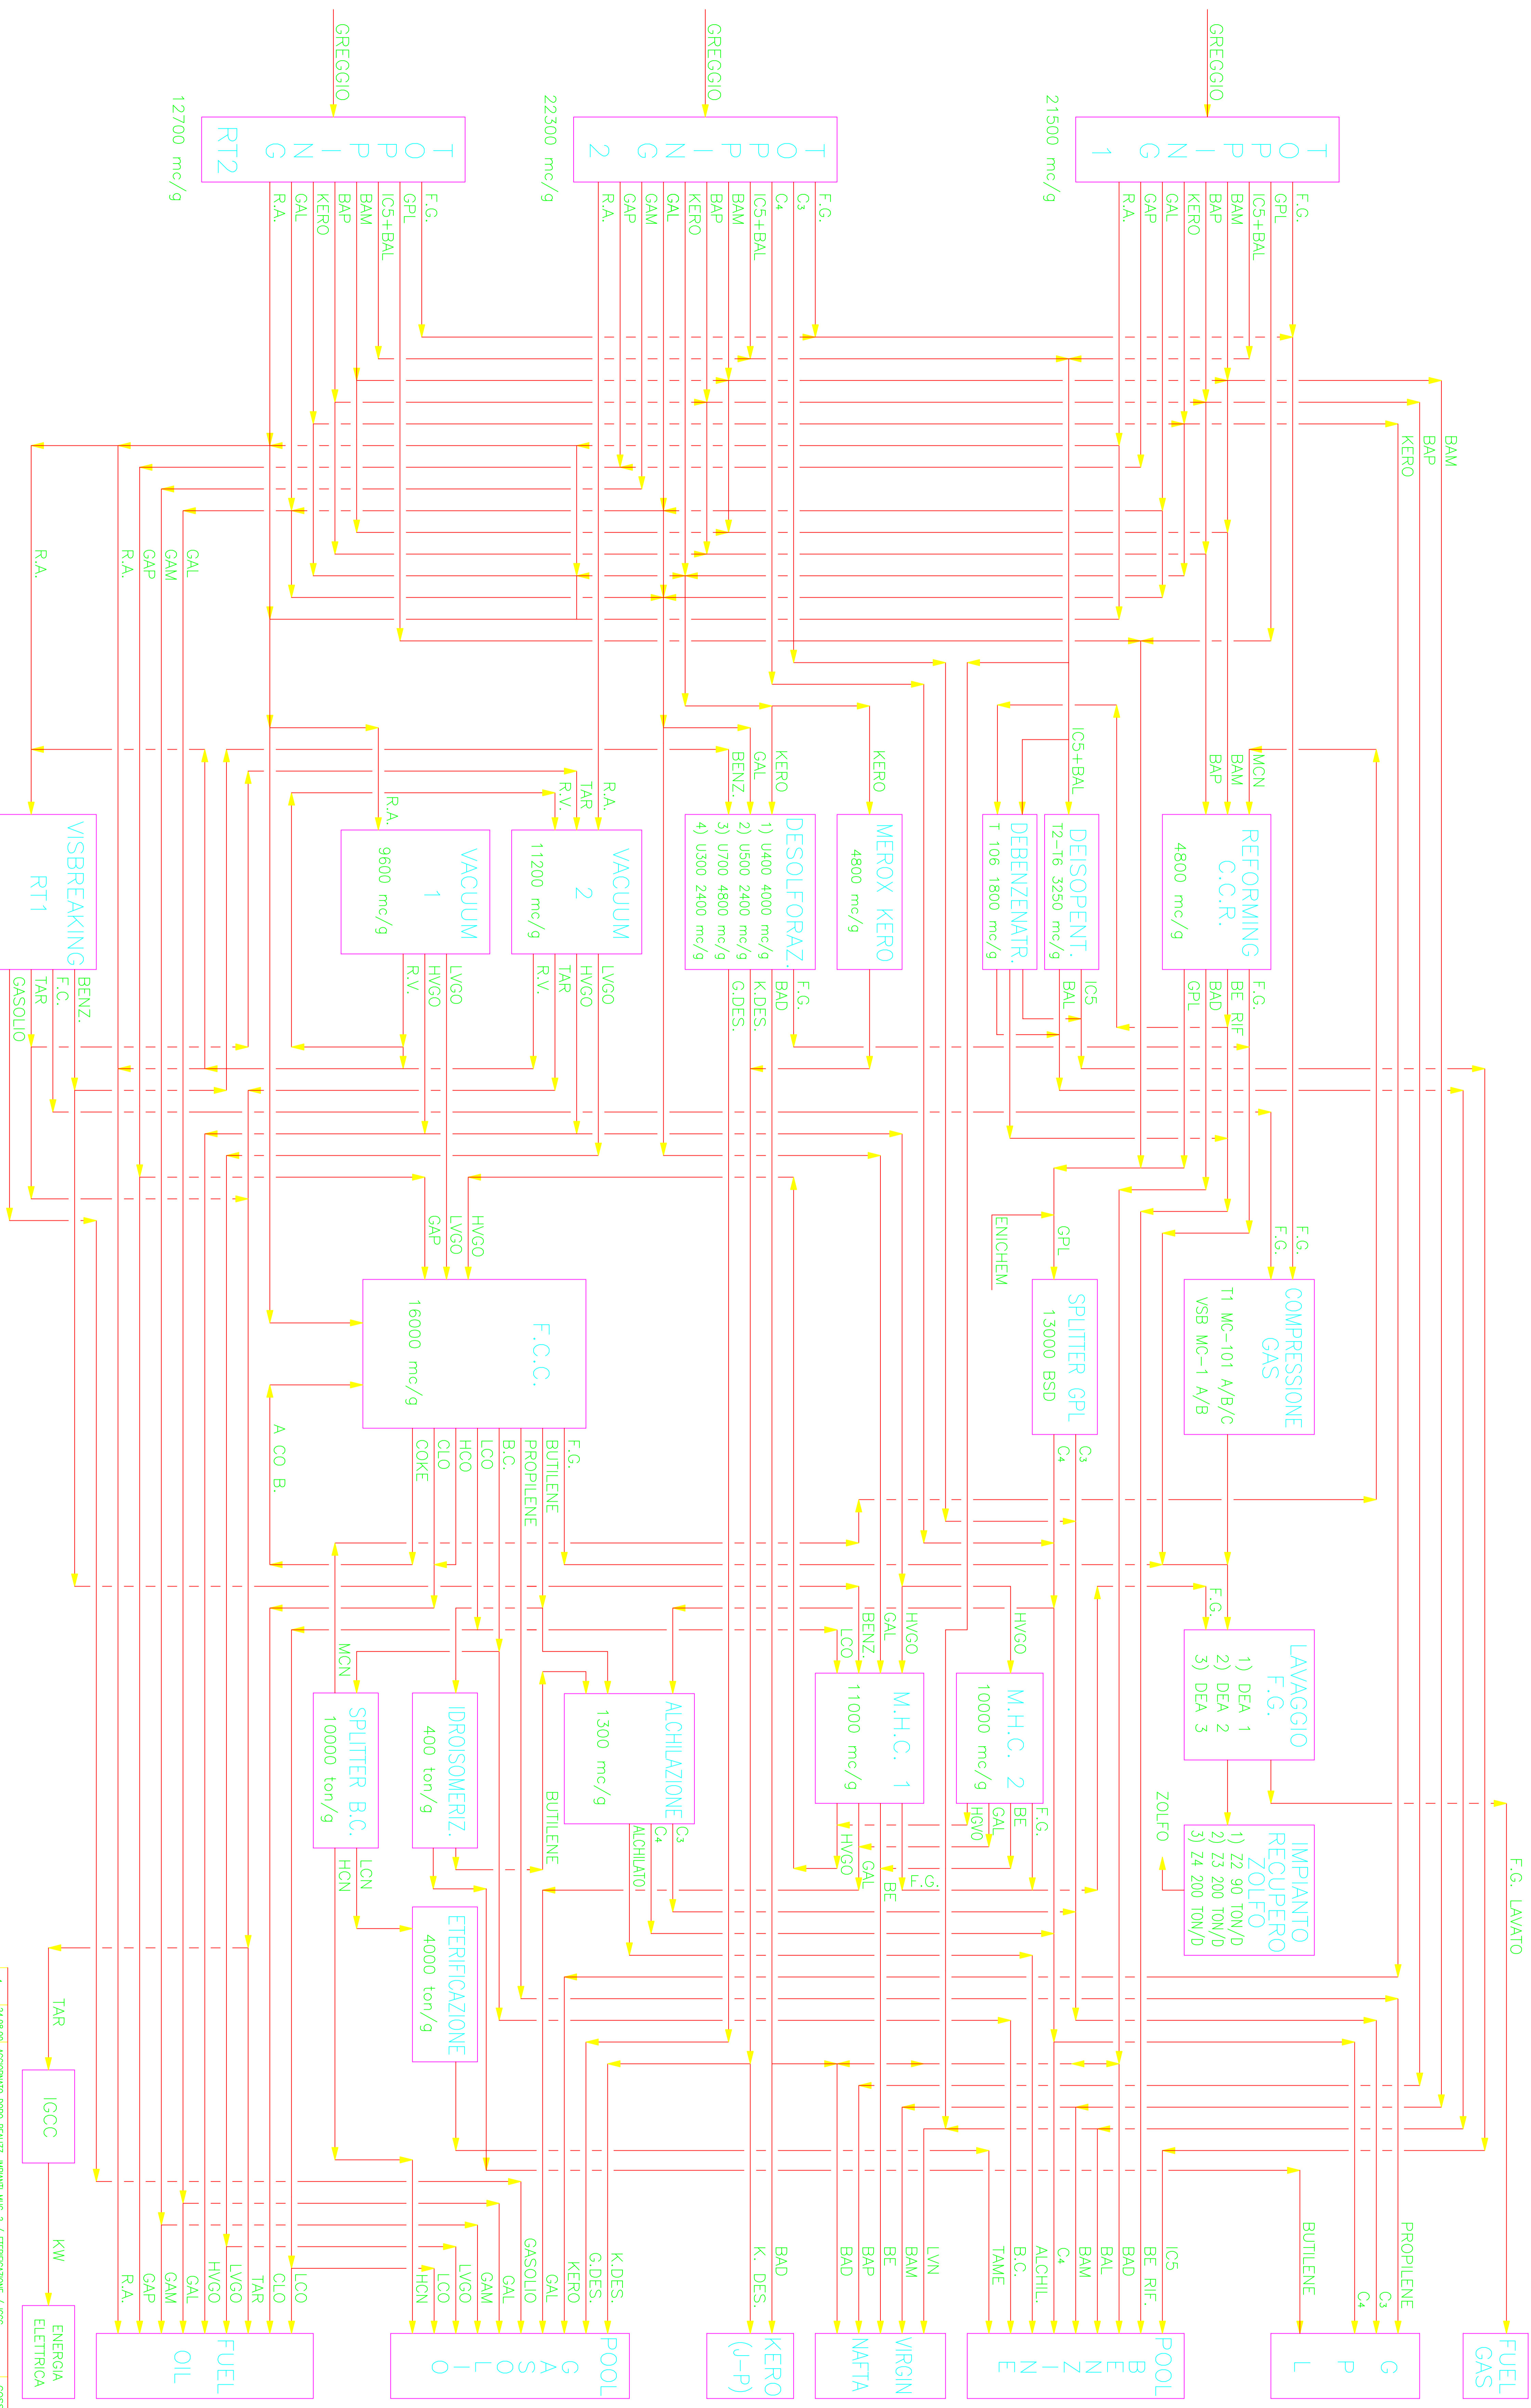 GREGGIO
TOPPING
1
21500 mc/g
F.G.
GPL
IC5+BAL
BAM
BAP
KERO
GAL
GAP
R.A.
GREGGIO
TOPPING
2
22300 mc/g
F.G.
C3
C4
IC5+BAL
BAM
BAP
KERO
GAL
GAM
GAP
R.A.
GREGGIO
TOPPING
RT2
12700 mc/g
F.G.
GPL
IC5+BAL
BAM
BAP
KERO
GAL
R.A.
BAM
BAP
KERO
GAL
GAM
GAP
R.A.
R.A.
MCN
BAM
BAP
REFORMING
C.C.R.
4800 mc/g
F.G.
BE RIF
BAD
GPL
IC5+BAL
DEISOPENT.
T2-T6 3250 mc/g
IC5
BAL
DEBENZENATR.
T 106 1800 mc/g
KERO
MEROX KERO
4800 mc/g
KERO
GAL
BENZ.
DESOLFORAZ.
1) U400 4000 mc/g
2) U500 2400 mc/g
3) U700 4800 mc/g
4) U300 2400 mc/g
F.G.
BAD
K.DES.
G.DES.
R.A.
TAR
R.V.
VACUUM
2
11200 mc/g
LVGO
HVGO
TAR
R.V.
R.A.
VACUUM
1
9600 mc/g
LVGO
HVGO
R.V.
VISBREAKING
RT1
BENZ.
F.C.
TAR
GASOLIO
F.G.
F.G.
COMPRESSIONE
GAS
T1 MC-101 A/B/C
VSB MC-1 A/B
GPL
ENICHEM
SPLITTER GPL
13000 BSD
C3
C4
HVGO
LVGO
GAP
F.C.C.
16000 mc/g
A CO B.
F.G.
BUTILENE
PROPILENE
B.C.
LCO
HCO
CLO
COKE
F.G.
LAVAGGIO
F.G.
1) DEA 1
2) DEA 2
3) DEA 3
IMPIANTO
RECUPERO
ZOLFO
1) Z2 90 TON/D
2) Z3 200 TON/D
3) Z4 200 TON/D
ZOLFO
F.G. LAVATO
HVGO
M.H.C. 2
10000 mc/g
F.G.
BE
GAL
HGVO
HVGO
GAL
BENZ.
LCO
M.H.C. 1
11000 mc/g
F.G.
BE
GAL
HVGO
ALCHILAZIONE
1300 mc/g
C3
C4
ALCHILATO
BUTILENE
IDROISOMERIZ.
400 ton/g
MCN
SPLITTER B.C.
10000 ton/g
LCN
HCN
ETERIFICAZIONE
4000 ton/g
TAR
IGCC
KW
ENERGIA
ELETTRICA
FUEL
GAS
PROPILENE
C3
C4
BUTILENE
GPL
IC5
BE RIF.
BAD
BAL
BAM
C4
ALCHIL.
B.C.
TAME
POOL
BENZINE
LVN
BAM
BE
BAP
BAD
VIRGIN
NAFTA
BAD
K. DES.
KERO
(J-P)
K.DES.
G.DES.
KERO
GAL
GASOLIO
GAL
GAM
LVGO
LCO
HCN
POOL
GASOLIO
LCO
CLO
TAR
LVGO
HVGO
GAL
GAM
GAP
R.A.
FUEL
OIL